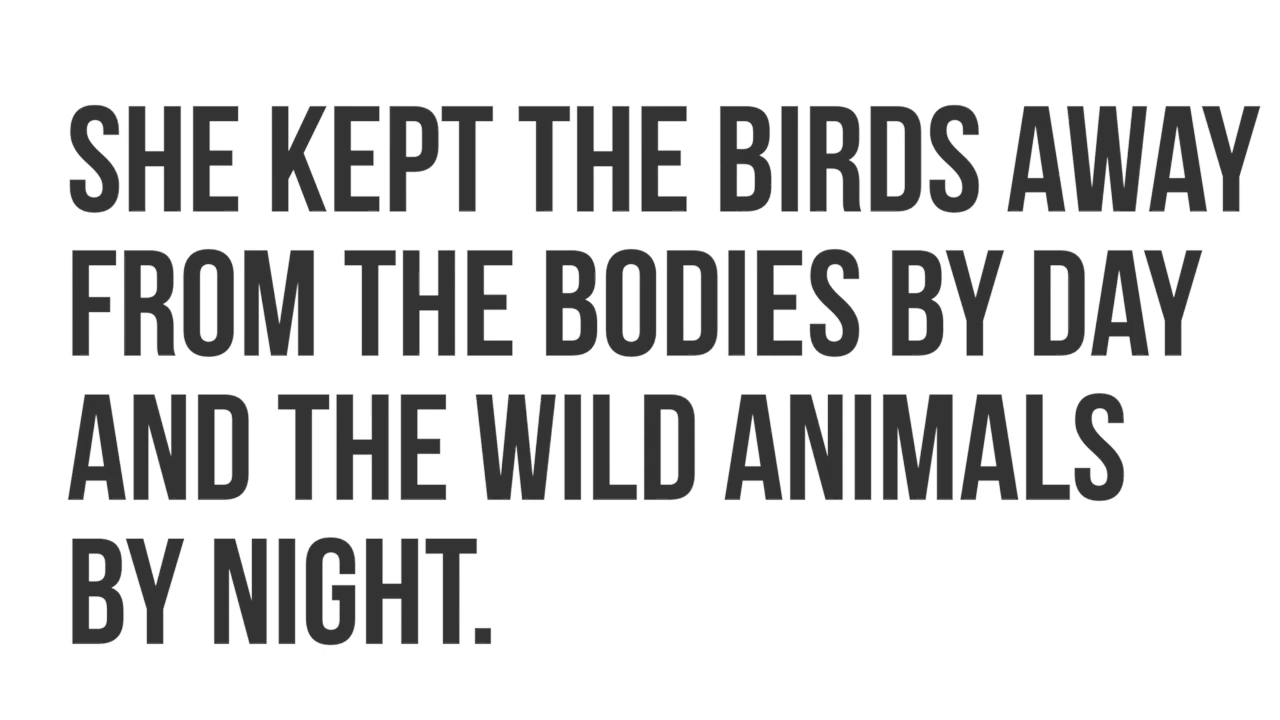 SHE KEPT THE BIRDS AWAY
FROM THE BODIES BY DAY
AND THE WILD ANIMALS
BY NIGHT.